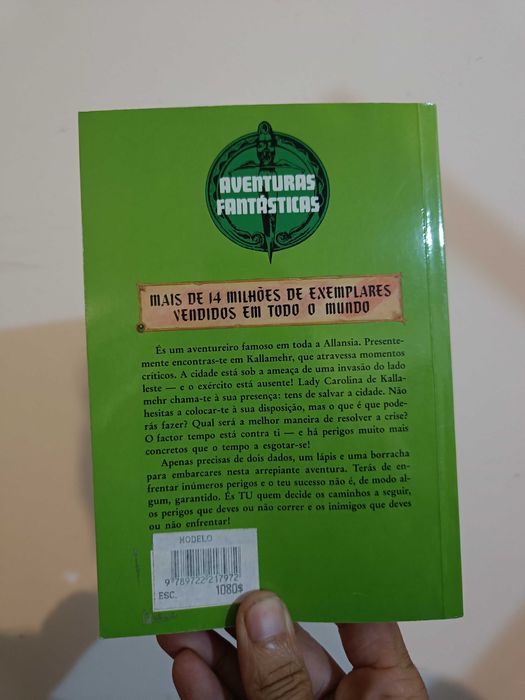 AVENTURAS
FANTÁSTICAS
MAIS DE 14 MILHÕES DE EXEMPLARES
VENDIDOS EM TODO O MUNDO
És um aventureiro famoso em toda a Allansia. Presente-
mente encontras-te em Kallamehr, que atravessa momentos
críticos. A cidade está sob a ameaça de uma invasão do lado
leste — e o exército está ausente! Lady Carolina de Kalla-
mehr chama-te à sua presença: tens de salvar a cidade. Não
hesitas a colocar-te à sua disposição, mas o que é que pode-
rás fazer? Qual será a melhor maneira de resolver a crise?
O factor tempo está contra ti — e há perigos muito mais
concretos que o tempo a esgotar-se!
Apenas precisas de dois dados, um lápis e uma borracha
para embarcares nesta arrepiante aventura. Terás de en-
frentar inúmeros perigos e o teu sucesso não é, de modo al-
gum, garantido. És TU quem decide os caminhos a seguir,
os perigos que deves ou não correr e os inimigos que deves
ou não enfrentar!
MODELO
9 789722 217972
ESC. 1080$